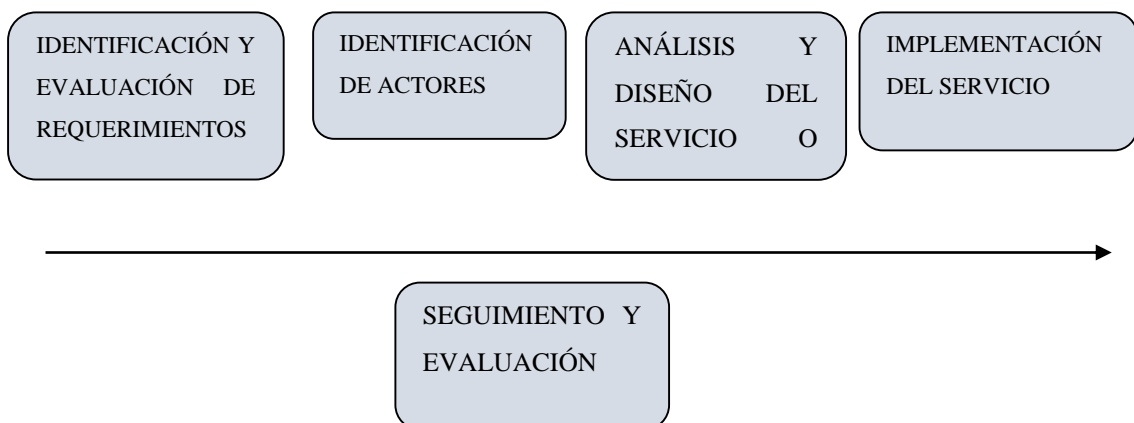 IDENTIFICACIÓN Y
EVALUACIÓN DE
REQUERIMIENTOS
IDENTIFICACIÓN
DE ACTORES
ANÁLISIS Y
DISEÑO DEL
SERVICIO O
IMPLEMENTACIÓN
DEL SERVICIO
SEGUIMIENTO Y
EVALUACIÓN